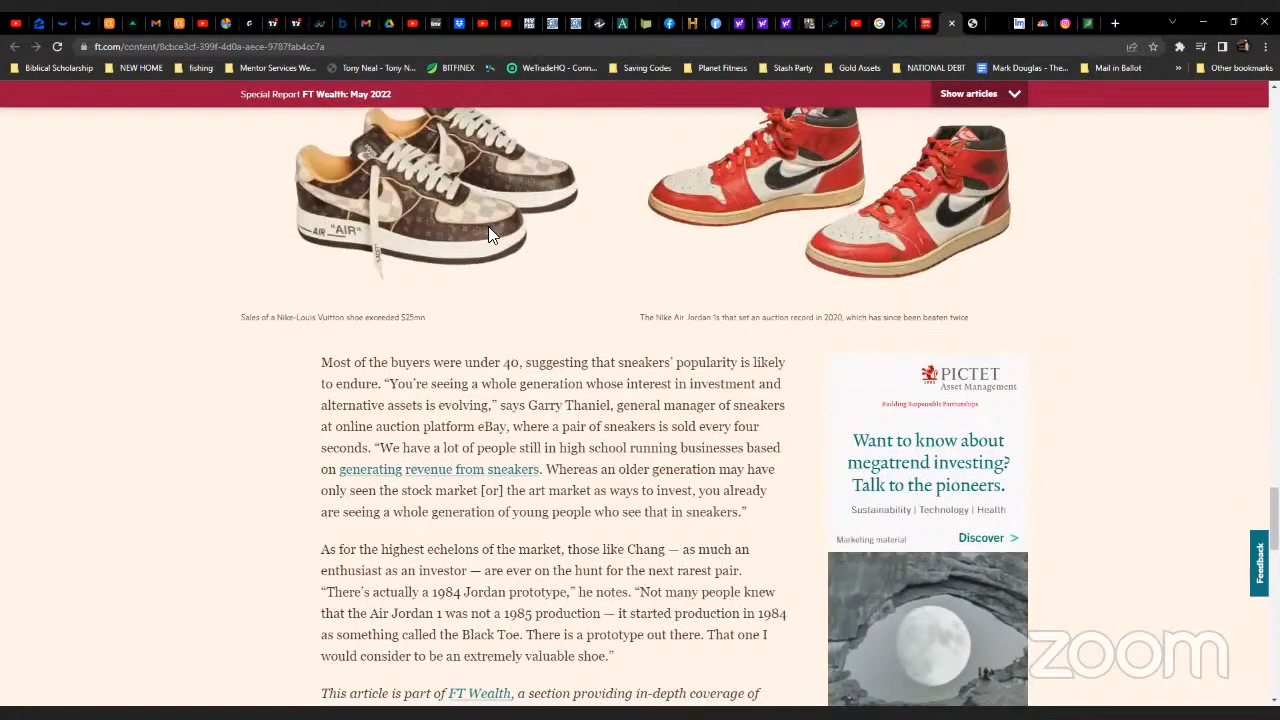 ft.com/content/8cbce3cf-399f-4d0a-aece-9787fab4cc7a
Biblical Scholarship
NEW HOME
fishing
Mentor Services We...
Tony Neal - Tony N...
BITFINEX
WeTradeHQ - Conn...
Saving Codes
Planet Fitness
Stash Party
Gold Assets
NATIONAL DEBT
Mark Douglas - The...
Mail in Ballot
»
Other bookmarks
Special Report FT Wealth: May 2022
Show articles
AIR "AIR"
Sales of a Nike-Louis Vuitton shoe exceeded $25mn
The Nike Air Jordan 1s that set an auction record in 2020, which has since been beaten twice
Most of the buyers were under 40, suggesting that sneakers' popularity is likely
to endure. “You're seeing a whole generation whose interest in investment and
alternative assets is evolving,” says Garry Thaniel, general manager of sneakers
at online auction platform eBay, where a pair of sneakers is sold every four
seconds. “We have a lot of people still in high school running businesses based
on generating revenue from sneakers. Whereas an older generation may have
only seen the stock market [or] the art market as ways to invest, you already
are seeing a whole generation of young people who see that in sneakers.”
As for the highest echelons of the market, those like Chang — as much an
enthusiast as an investor — are ever on the hunt for the next rarest pair.
“There's actually a 1984 Jordan prototype,” he notes. “Not many people knew
that the Air Jordan 1 was not a 1985 production — it started production in 1984
as something called the Black Toe. There is a prototype out there. That one I
would consider to be an extremely valuable shoe.”
This article is part of FT Wealth, a section providing in-depth coverage of
PICTET
Asset Management
Building Responsible Partnerships
Want to know about
megatrend investing?
Talk to the pioneers.
Sustainability | Technology | Health
Marketing material
Discover >
Feedback
zoom